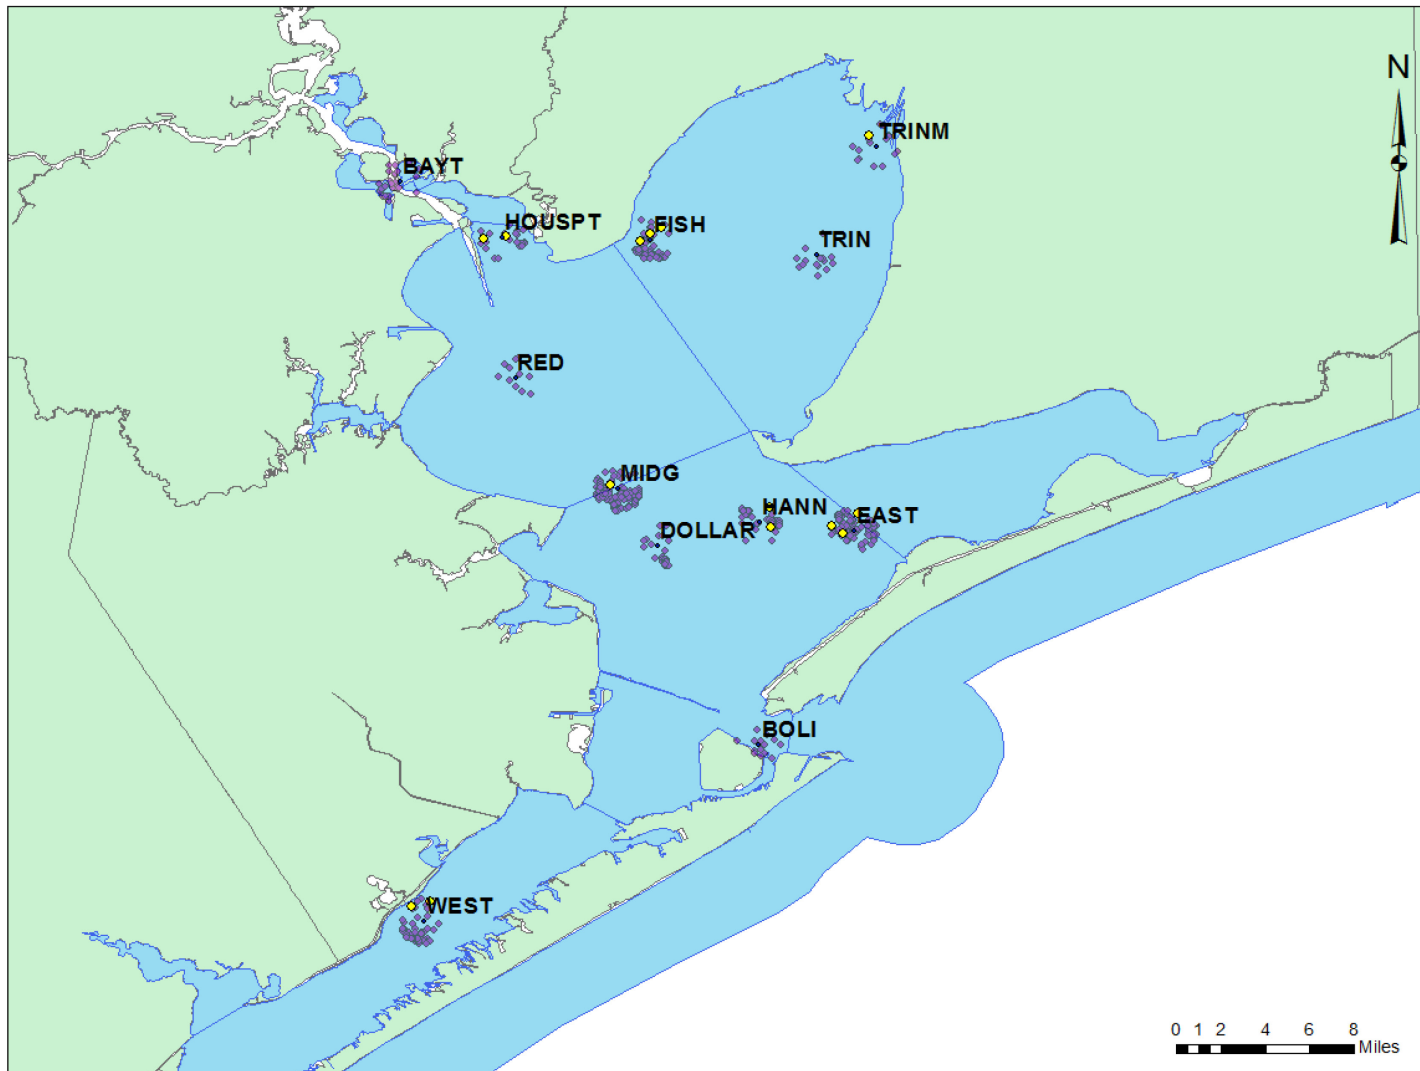 N
TRINM
BAYT
HOUSPT
FISH
TRIN
RED
MIDG
HANN
EAST
DOLLAR
BOLI
WEST
0 1 2 4 6 8
Miles